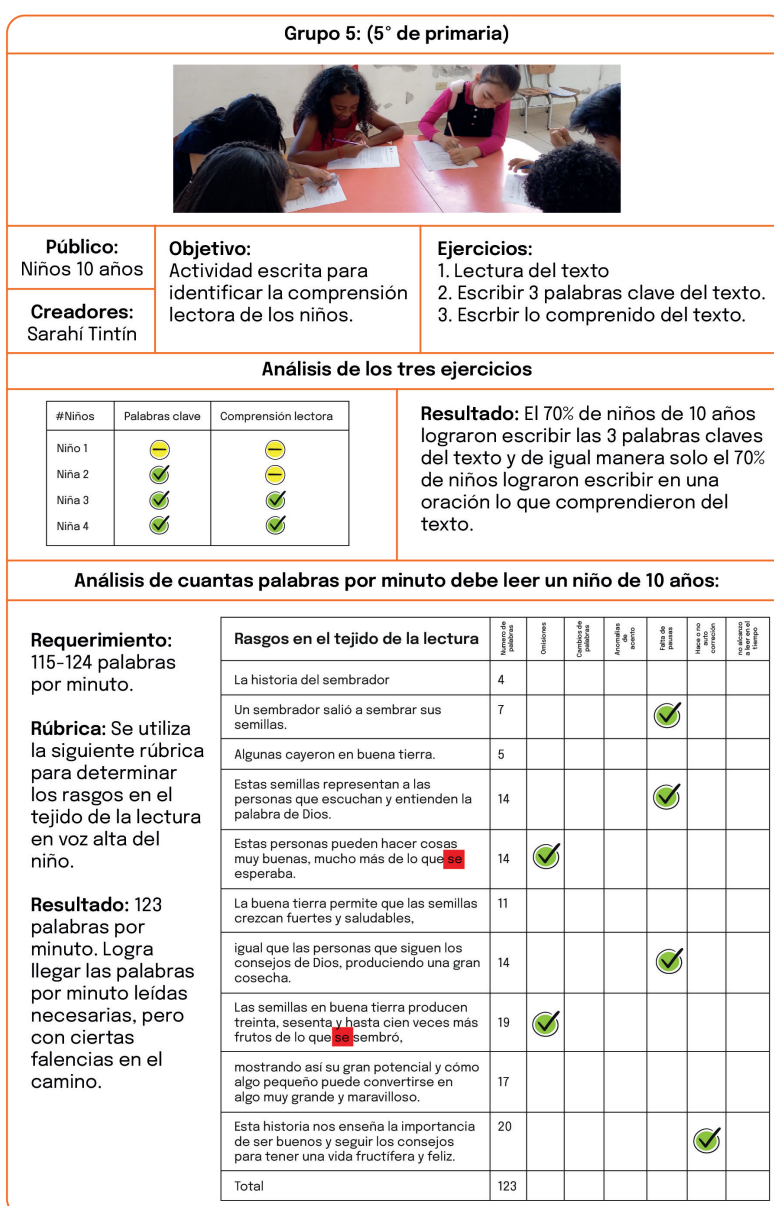 Grupo 5: (5° de primaria)
Público:
Niños 10 años
Creadores:
Sarahí Tintín
Objetivo:
Actividad escrita para
identificar la comprensión
lectora de los niños.
Ejercicios:
1. Lectura del texto
2. Escribir 3 palabras clave del texto.
3. Escrbir lo comprenido del texto.
Análisis de los tres ejercicios
#Niños Palabras clave Comprensión lectora
Niño 1
Niña 2
Niña 3
Niña 4
Resultado: El 70% de niños de 10 años
lograron escribir las 3 palabras claves
del texto y de igual manera solo el 70%
de niños lograron escribir en una
oración lo que comprendieron del
texto.
Análisis de cuantas palabras por minuto debe leer un niño de 10 años:
Requerimiento:
115-124 palabras
por minuto.
Rúbrica: Se utiliza
la siguiente rúbrica
para determinar
los rasgos en el
tejido de la lectura
en voz alta del
niño.
Resultado: 123
palabras por
minuto. Logra
llegar las palabras
por minuto leídas
necesarias, pero
con ciertas
falencias en el
camino.
Rasgos en el tejido de la lectura
Numero de
palabras
Omisiones
Cambios de
palabras
Anomalías
de
acento
Falta de
pausas
Hace o no
auto
correción
no alcanzo
a leer en el
tiempo
La historia del sembrador 4
Un sembrador salió a sembrar sus 7
semillas.
Algunas cayeron en buena tierra. 5
Estas semillas representan a las
personas que escuchan y entienden la 14
palabra de Dios.
Estas personas pueden hacer cosas
muy buenas, mucho más de lo que se 14
esperaba.
La buena tierra permite que las semillas 11
crezcan fuertes y saludables,
igual que las personas que siguen los
consejos de Dios, produciendo una gran 14
cosecha.
Las semillas en buena tierra producen
treinta, sesenta y hasta cien veces más 19
frutos de lo que se sembró,
mostrando así su gran potencial y cómo
algo pequeño puede convertirse en 17
algo muy grande y maravilloso.
Esta historia nos enseña la importancia 20
de ser buenos y seguir los consejos
para tener una vida fructífera y feliz.
Total 123